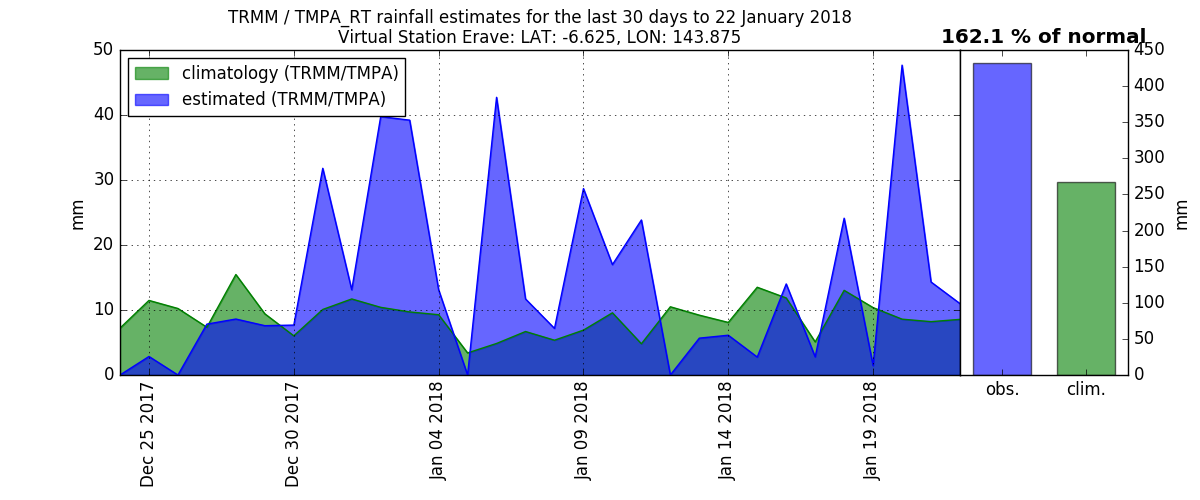 TRMM / TMPA_RT rainfall estimates for the last 30 days to 22 January 2018
Virtual Station Erave: LAT: -6.625, LON: 143.875
162.1 % of normal
climatology (TRMM/TMPA)
estimated (TRMM/TMPA)
50
40
30
20
10
0
mm
Dec 25 2017
Dec 30 2017
Jan 04 2018
Jan 09 2018
Jan 14 2018
Jan 19 2018
450
400
350
300
250
200
150
100
50
0
mm
obs.
clim.